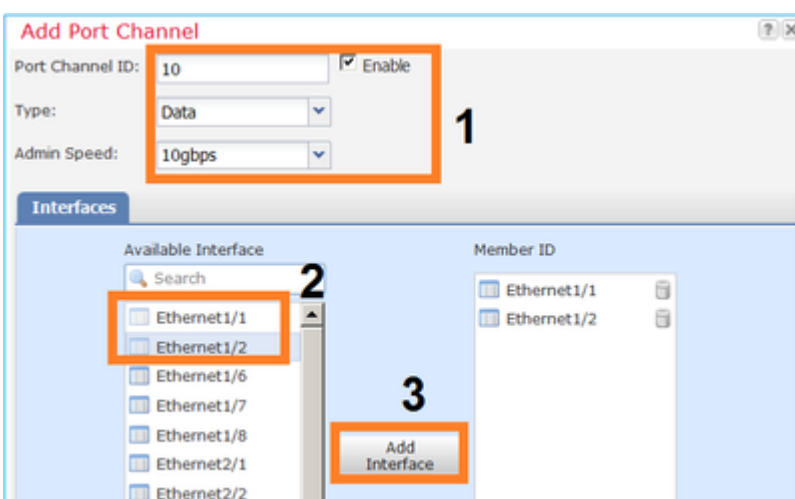 Add Port Channel
? X
Port Channel ID: 10 Enable
Type: Data
1
Admin Speed: 10gbps
Interfaces
Available Interface
Member ID
Search
2
Ethernet1/1
Ethernet1/2
Ethernet1/6
Ethernet1/7
Ethernet1/8
Ethernet2/1
Ethernet2/2
3
Add
Interface
Ethernet1/1
Ethernet1/2